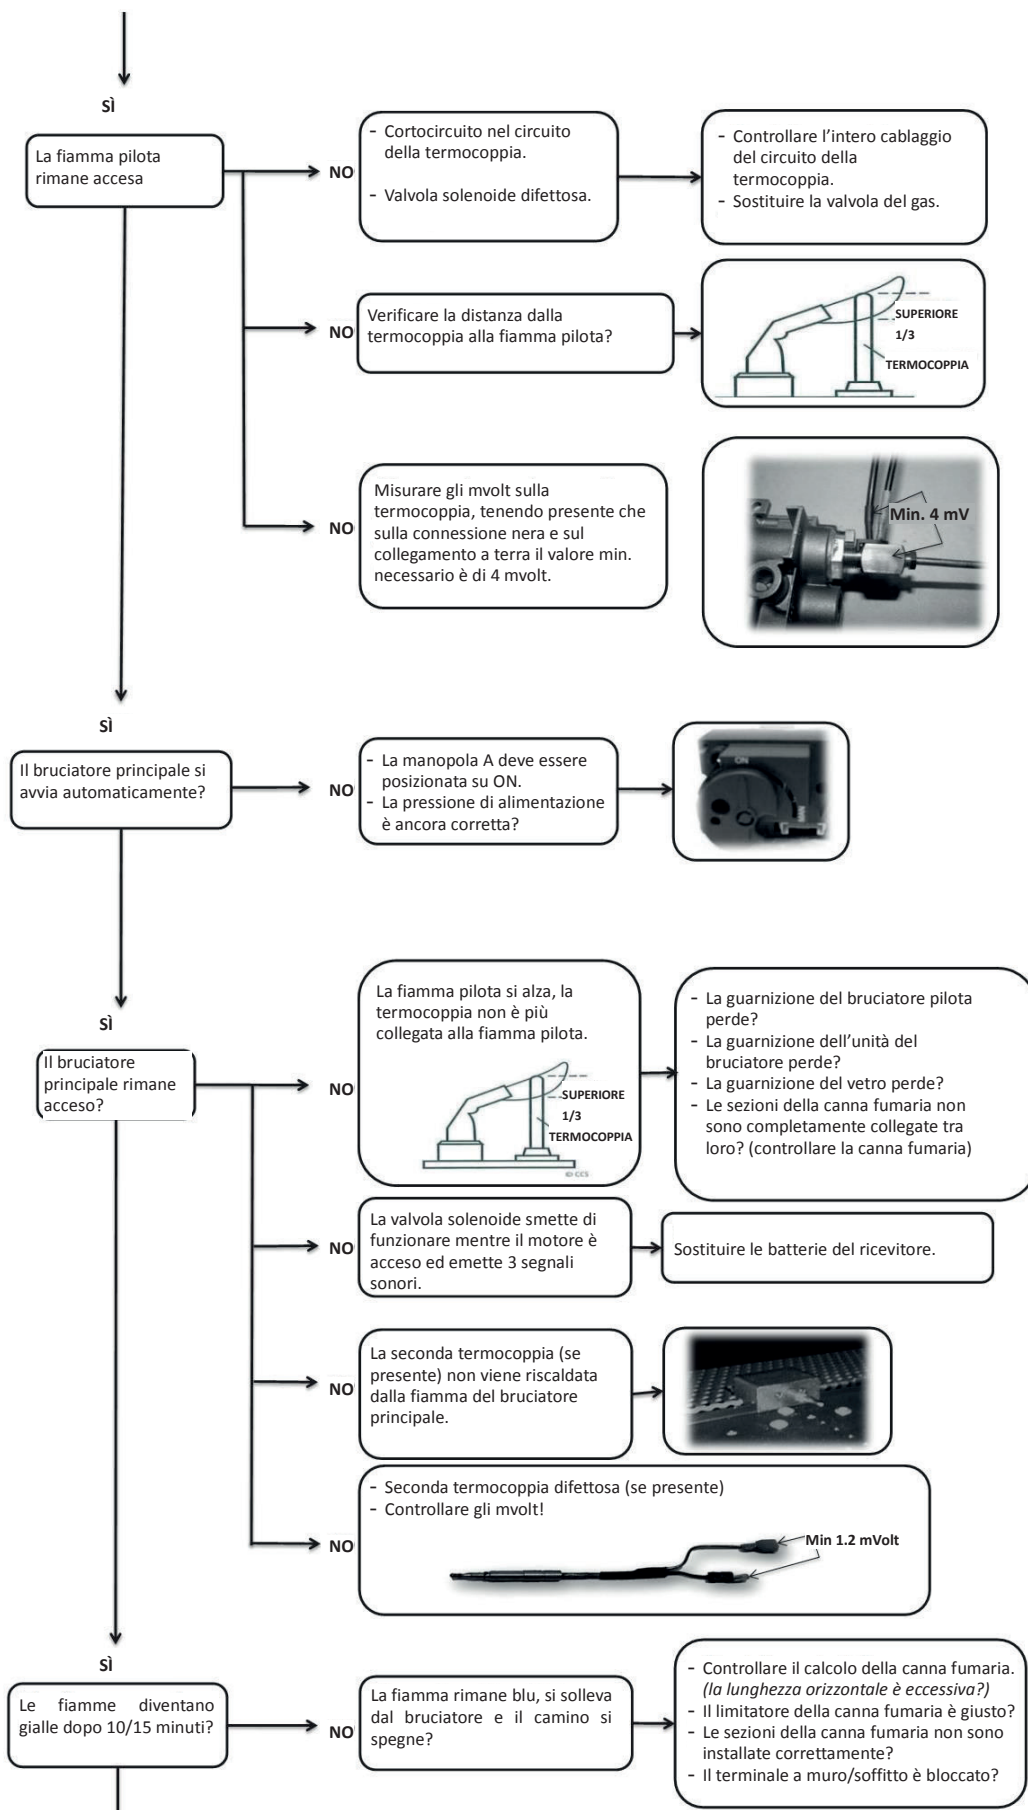 SÌ
La fiamma pilota
rimane accesa
NO
- Cortocircuito nel circuito
della termocoppia.
- Valvola solenoide difettosa.
- Controllare l'intero cablaggio
del circuito della
termocoppia.
- Sostituire la valvola del gas.
NO
Verificare la distanza dalla
termocoppia alla fiamma pilota?
SUPERIORE
1/3
TERMOCOPPIA
NO
Misurare gli mvolt sulla
termocoppia, tenendo presente che
sulla connessione nera e sul
collegamento a terra il valore min.
necessario è di 4 mvolt.
Min. 4 mV
SÌ
Il bruciatore principale si
avvia automaticamente?
NO
- La manopola A deve essere
posizionata su ON.
- La pressione di alimentazione
è ancora corretta?
ON
MAN
SÌ
Il bruciatore
principale rimane
acceso?
NO
La fiamma pilota si alza, la
termocoppia non è più
collegata alla fiamma pilota.
SUPERIORE
1/3
TERMOCOPPIA
© CCS
- La guarnizione del bruciatore pilota
perde?
- La guarnizione dell'unità del
bruciatore perde?
- La guarnizione del vetro perde?
- Le sezioni della canna fumaria non
sono completamente collegate tra
loro? (controllare la canna fumaria)
NO
La valvola solenoide smette di
funzionare mentre il motore è
acceso ed emette 3 segnali
sonori.
Sostituire le batterie del ricevitore.
NO
La seconda termocoppia (se
presente) non viene riscaldata
dalla fiamma del bruciatore
principale.
NO
- Seconda termocoppia difettosa (se presente)
- Controllare gli mvolt!
Min 1.2 mVolt
SÌ
Le fiamme diventano
gialle dopo 10/15 minuti?
NO
La fiamma rimane blu, si solleva
dal bruciatore e il camino si
spegne?
- Controllare il calcolo della canna fumaria.
(la lunghezza orizzontale è eccessiva?)
- Il limitatore della canna fumaria è giusto?
- Le sezioni della canna fumaria non sono
installate correttamente?
- Il terminale a muro/soffitto è bloccato?